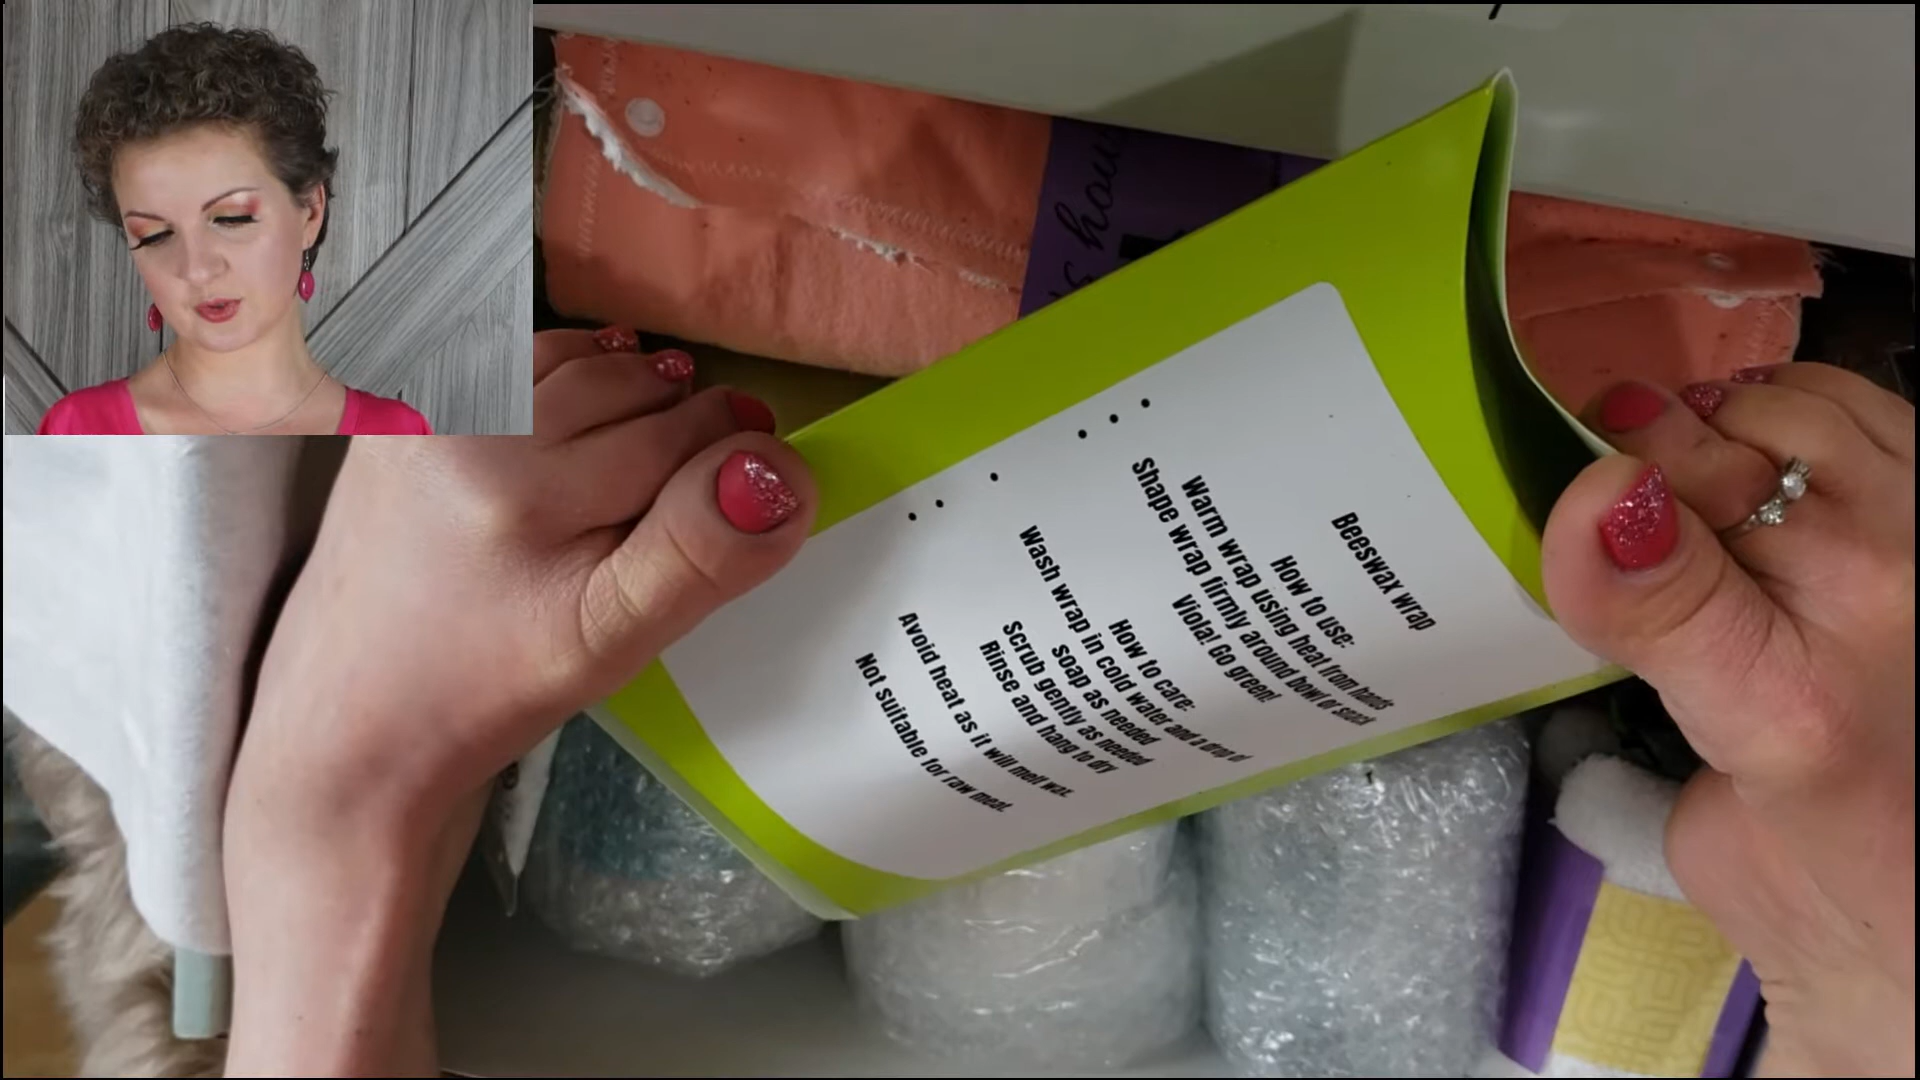 Beeswax wrap
How to use:
Warm wrap using heat from hands
Shape wrap firmly around bowl or snack
Viola! Go green!
How to care:
Wash wrap in cold water and a drop of
soap as needed
Scrub gently as needed
Rinse and hang to dry
Avoid heat as it will melt wax.
Not suitable for raw meat.